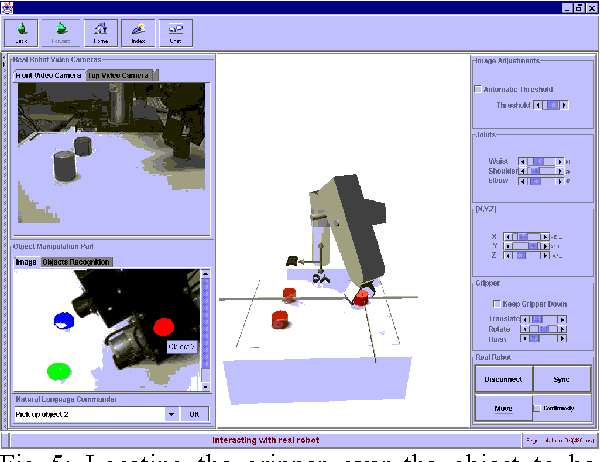 Back
Forward
Home
Index
Real Robot Video Cameras
Front Video Camera
Top Video Camera
Image Adjustments
Automatic Threshold
Threshold
Joints
Waist
Shoulder
Elbow
(X,Y,Z)
X
Y
Z
Object Manipulation Part
Image
Objects Recognition
Object 2
Gripper
Keep Gripper Down
Translate
Rotate
Real Robot
Disconnect
Sync
Move
Continuously
Natural Language Commander
Pick up object 2
OK
Interacting with real robot
Fig. 5: Locating the gripper over the object to be